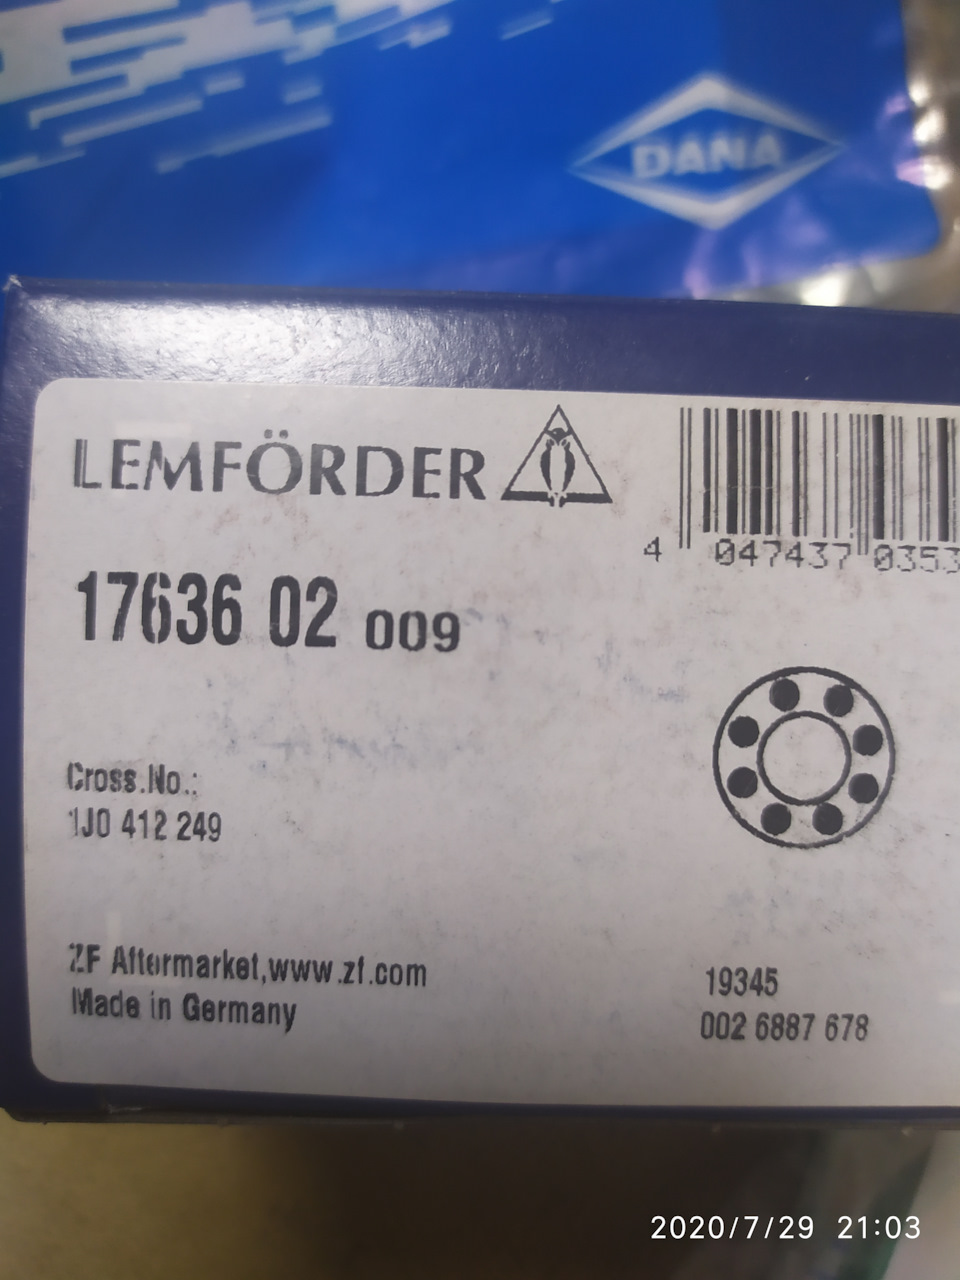 DANA
LEMFÖRDER
4 047437 0353
17636 02 009
Cross.No.:
1J0 412 249
ZF Aftermarket,www.zf.com
Made in Germany
19345
002 6887 678
2020/7/29 21:03